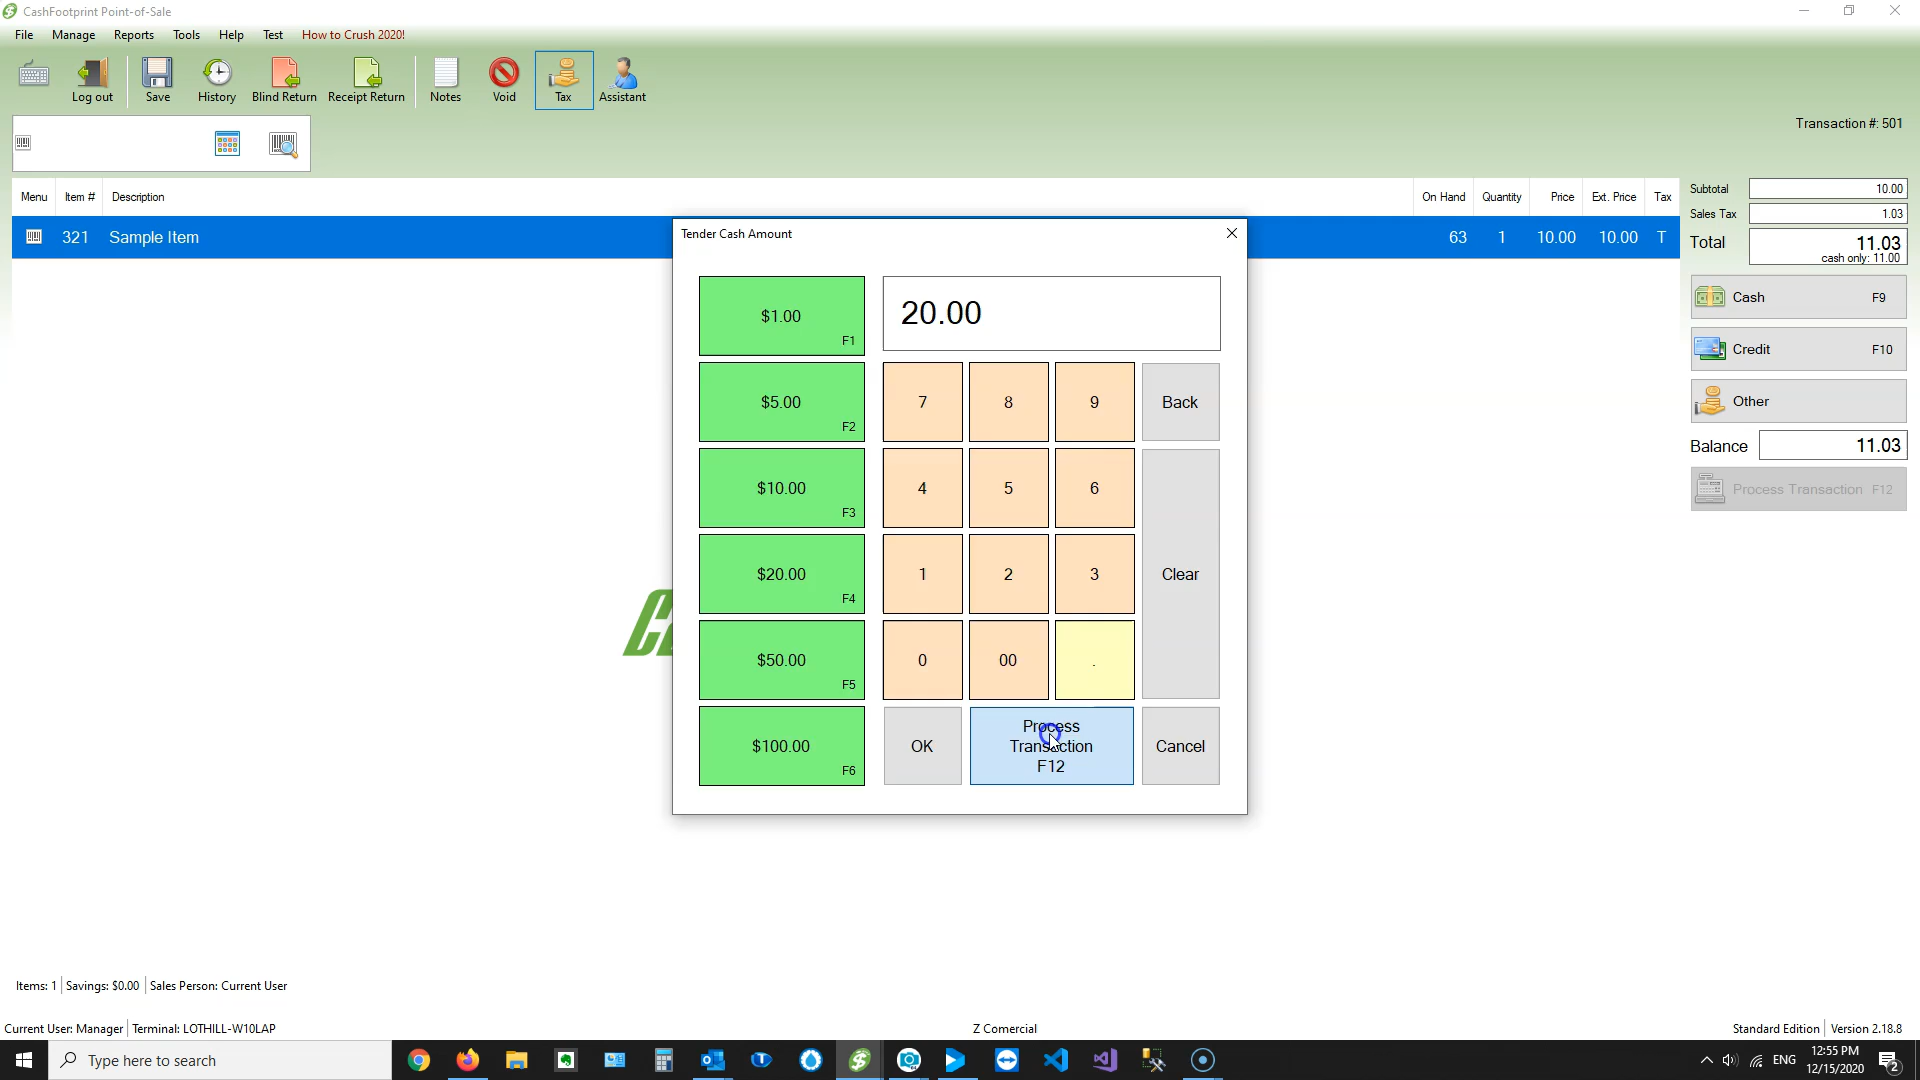 CashFootprint Point-of-Sale
File Manage Reports Tools Help Test How to Crush 2020!
Log out Save History Blind Return Receipt Return Notes Void Tax Assistant
Transaction #: 501
Menu Item # Description On Hand Quantity Price Ext. Price Tax
321 Sample Item 63 1 10.00 10.00 T
Subtotal 10.00
Sales Tax 1.03
Total 11.03
cash only: 11.00
Cash F9
Credit F10
Other
Balance 11.03
Process Transaction F12
Tender Cash Amount
20.00
$1.00 F1
$5.00 F2
$10.00 F3
$20.00 F4
$50.00 F5
$100.00 F6
7 8 9 Back
4 5 6
1 2 3 Clear
0 00 .
OK
Process
Transaction
F12
Cancel
Items: 1 Savings: $0.00 Sales Person: Current User
Current User: Manager Terminal: LOTHILL-W10LAP Z Comercial Standard Edition Version 2.18.8
Type here to search
ENG
12:55 PM
12/15/2020
2